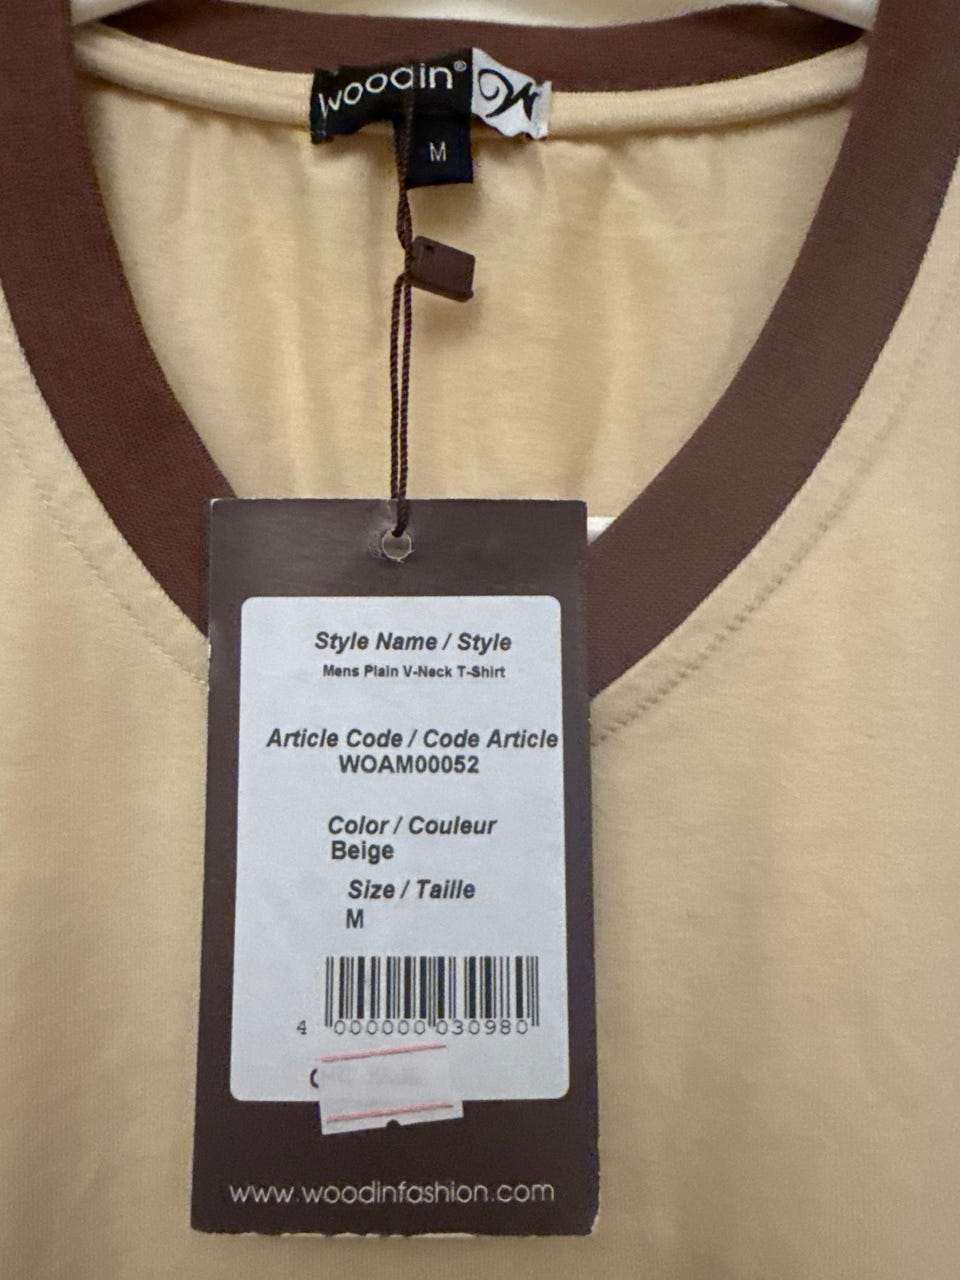 woodin®
M
Style Name / Style
Mens Plain V-Neck T-Shirt
Article Code / Code Article
WOAM00052
Color / Couleur
Beige
Size / Taille
M
4 000000 030980
www.woodinfashion.com